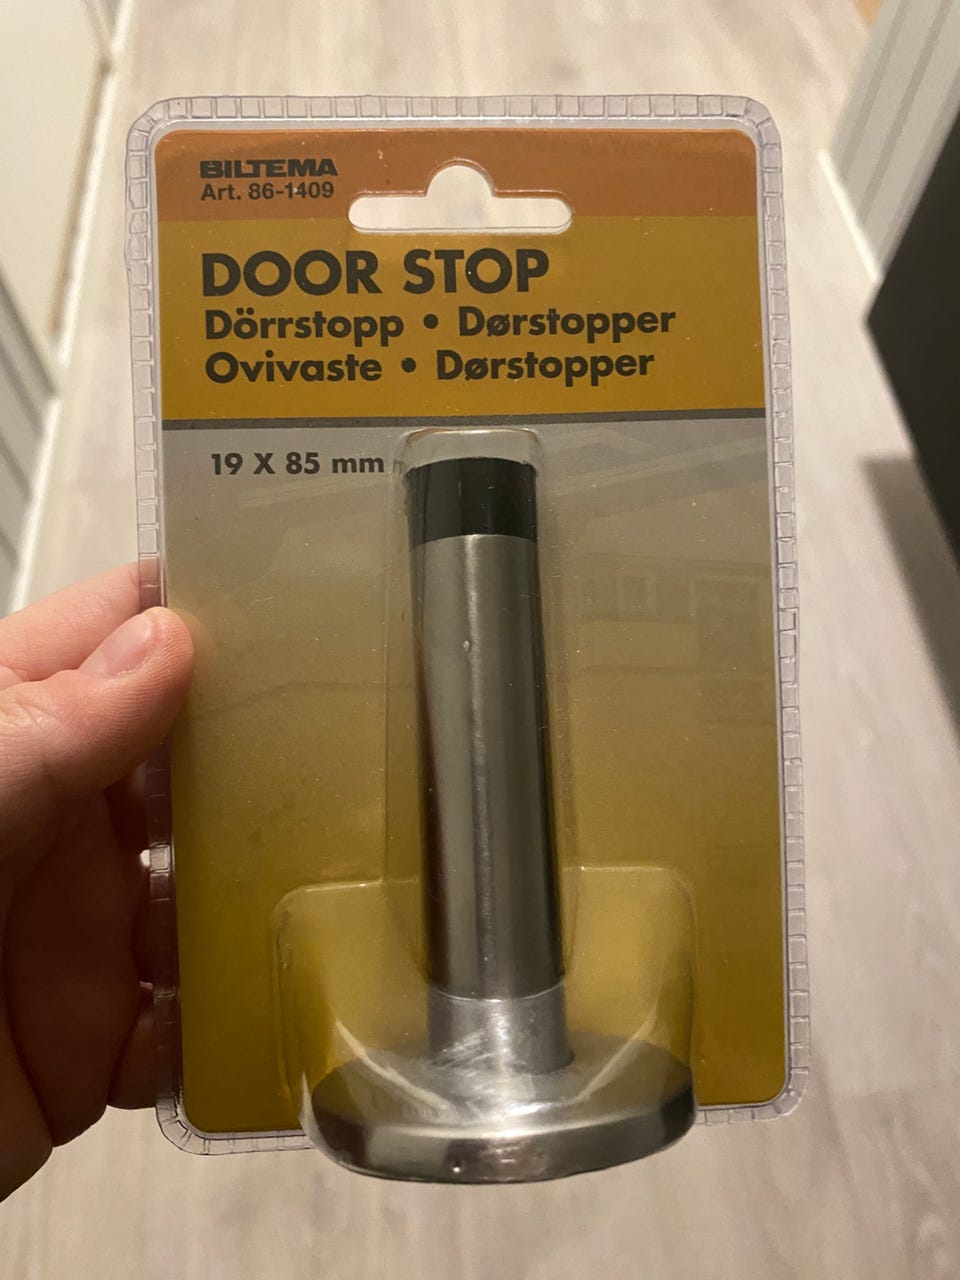 BILTEMA
Art. 86-1409
DOOR STOP
Dörrstopp • Dørstopper
Ovivaste • Dørstopper
19 X 85 mm